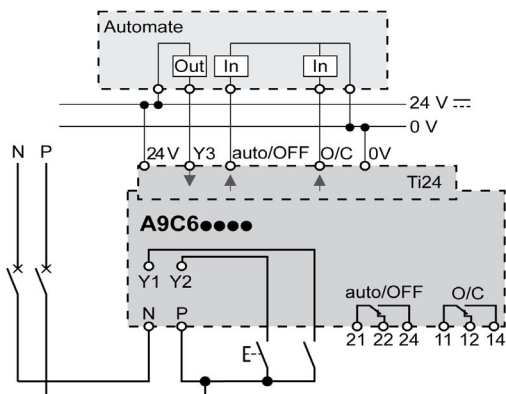 Automate
Out In In
24 V
0 V
N P
24 V Y3 auto/OFF O/C 0V
Ti24
A9C6●●●●
Y1 Y2
auto/OFF O/C
N P
21 22 24 11 12 14
E